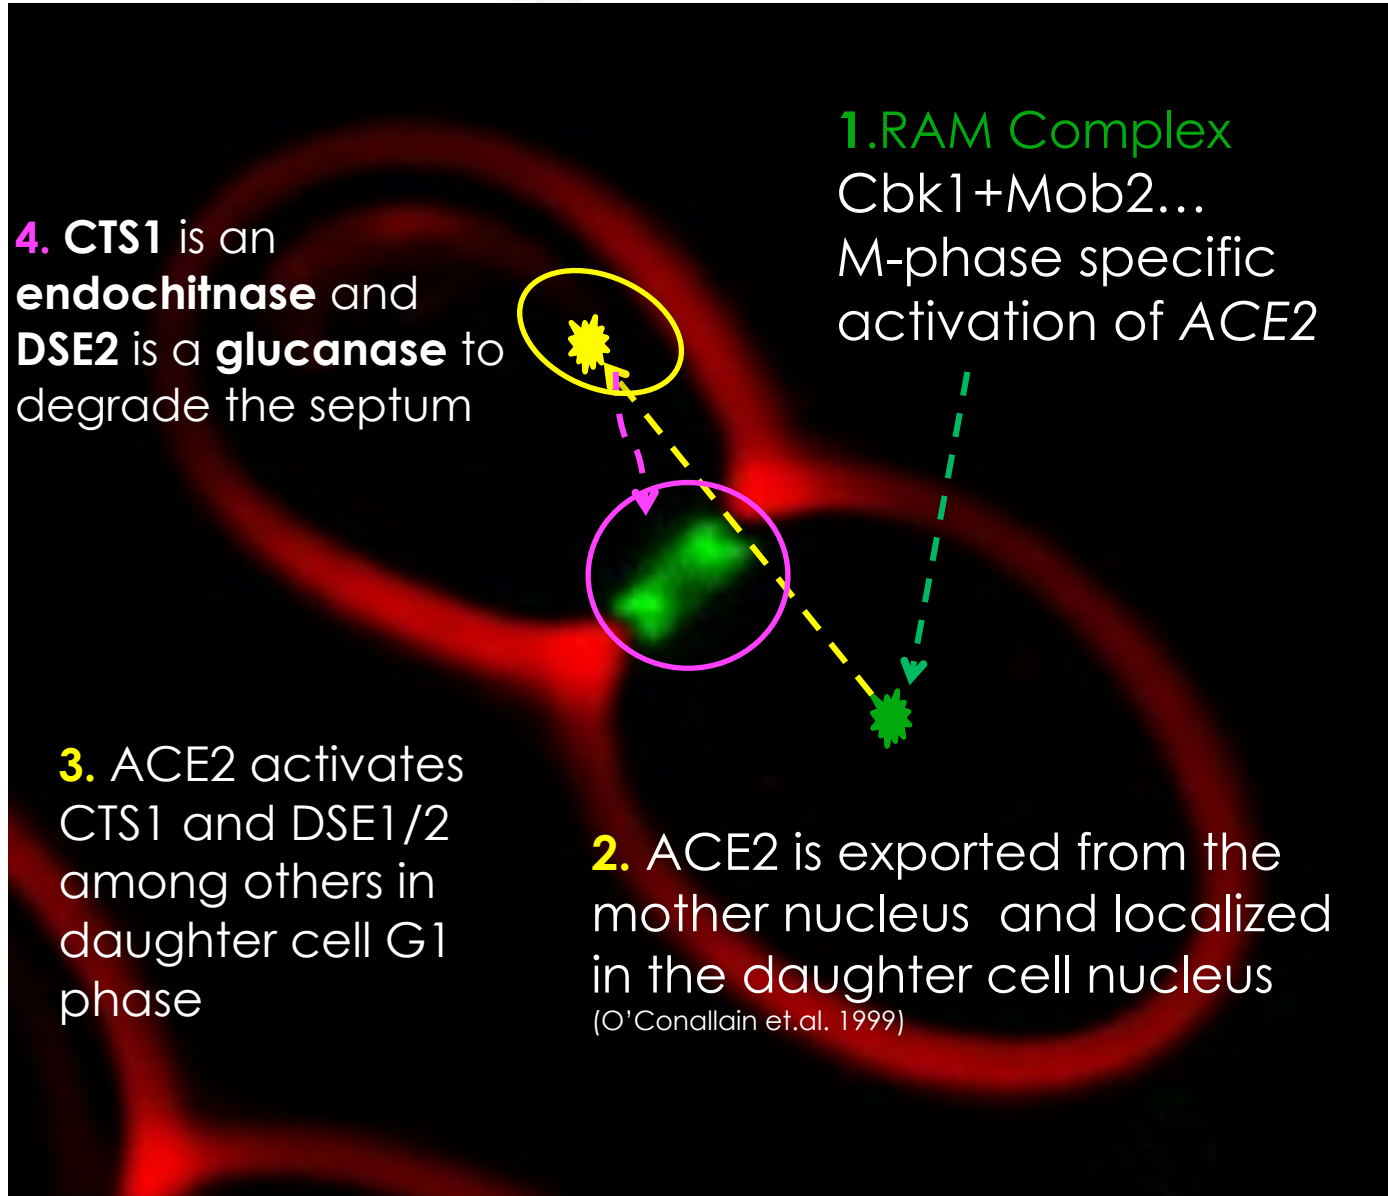 1.RAM Complex
Cbk1+Mob2...
M-phase specific
activation of ACE2
2. ACE2 is exported from the
mother nucleus and localized
in the daughter cell nucleus
(O'Conallain et.al. 1999)
3. ACE2 activates
CTS1 and DSE1/2
among others in
daughter cell G1
phase
4. CTS1 is an
endochitnase and
DSE2 is a glucanase to
degrade the septum